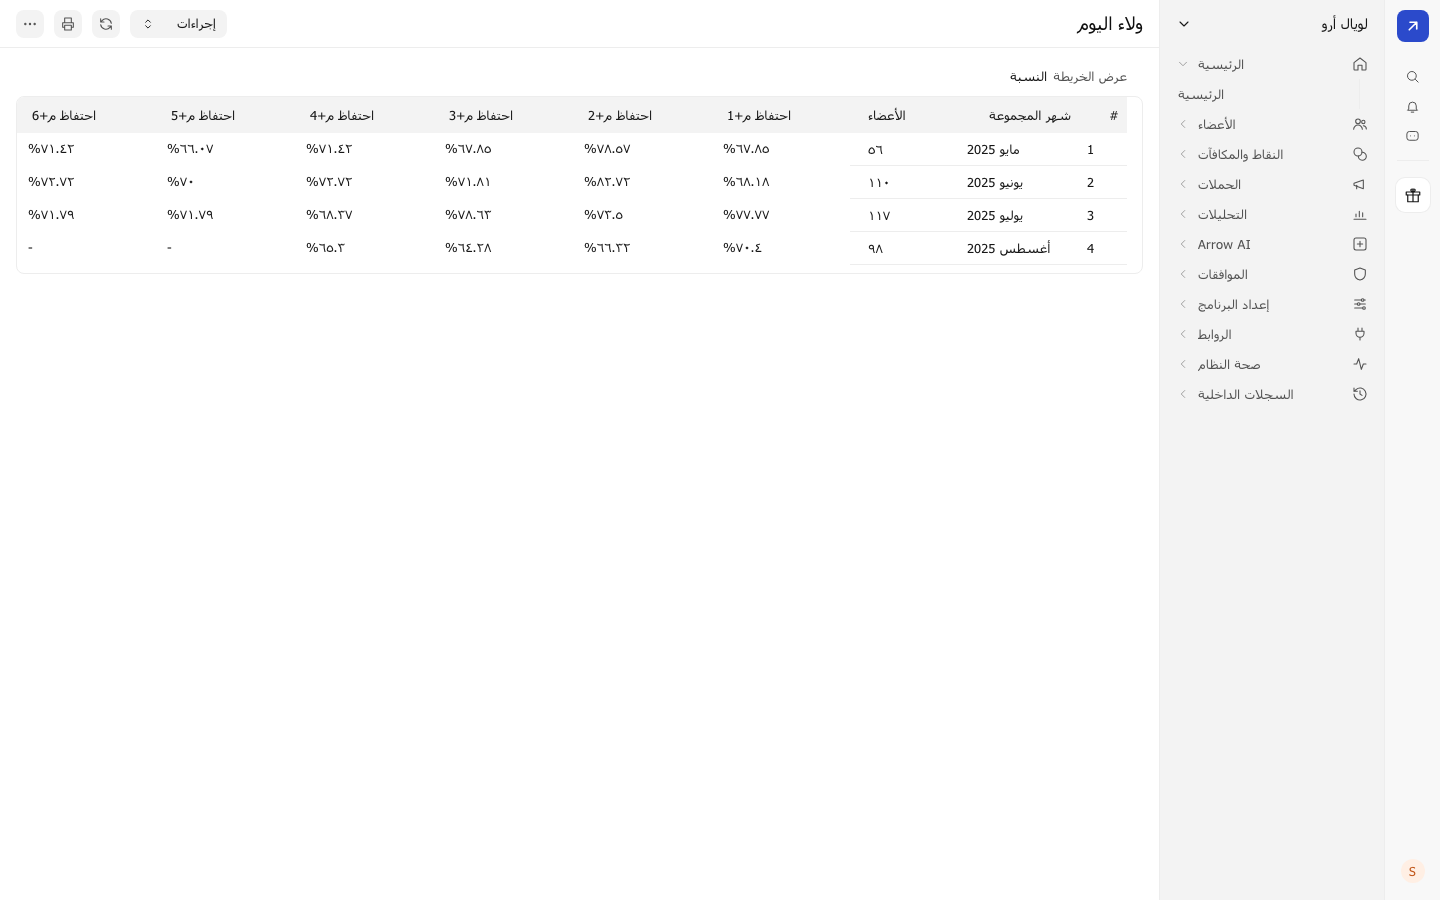 لويال أرو
الرئيسية
الرئيسية
الأعضاء
النقاط والمكافآت
الحملات
التحليلات
Arrow AI
الموافقات
إعداد البرنامج
الروابط
صحة النظام
السجلات الداخلية
S
ولاء اليوم
إجراءات
عرض الخريطة النسبة
# شهر المجموعة الأعضاء احتفاظ م+1 احتفاظ م+2 احتفاظ م+3 احتفاظ م+4 احتفاظ م+5 احتفاظ م+6
1 مايو 2025 ٥٦ %٦٧.٨٥ %٧٨.٥٧ %٦٧.٨٥ %٧١.٤٢ %٦٦.٠٧ %٧١.٤٢
2 يونيو 2025 ١١٠ %٦٨.١٨ %٨٢.٧٢ %٧١.٨١ %٧٢.٧٢ %٧٠ %٧٢.٧٢
3 يوليو 2025 ١١٧ %٧٧.٧٧ %٧٣.٥ %٧٨.٦٣ %٦٨.٣٧ %٧١.٧٩ %٧١.٧٩
4 أغسطس 2025 ٩٨ %٧٠.٤ %٦٦.٣٢ %٦٤.٢٨ %٦٥.٣ - -